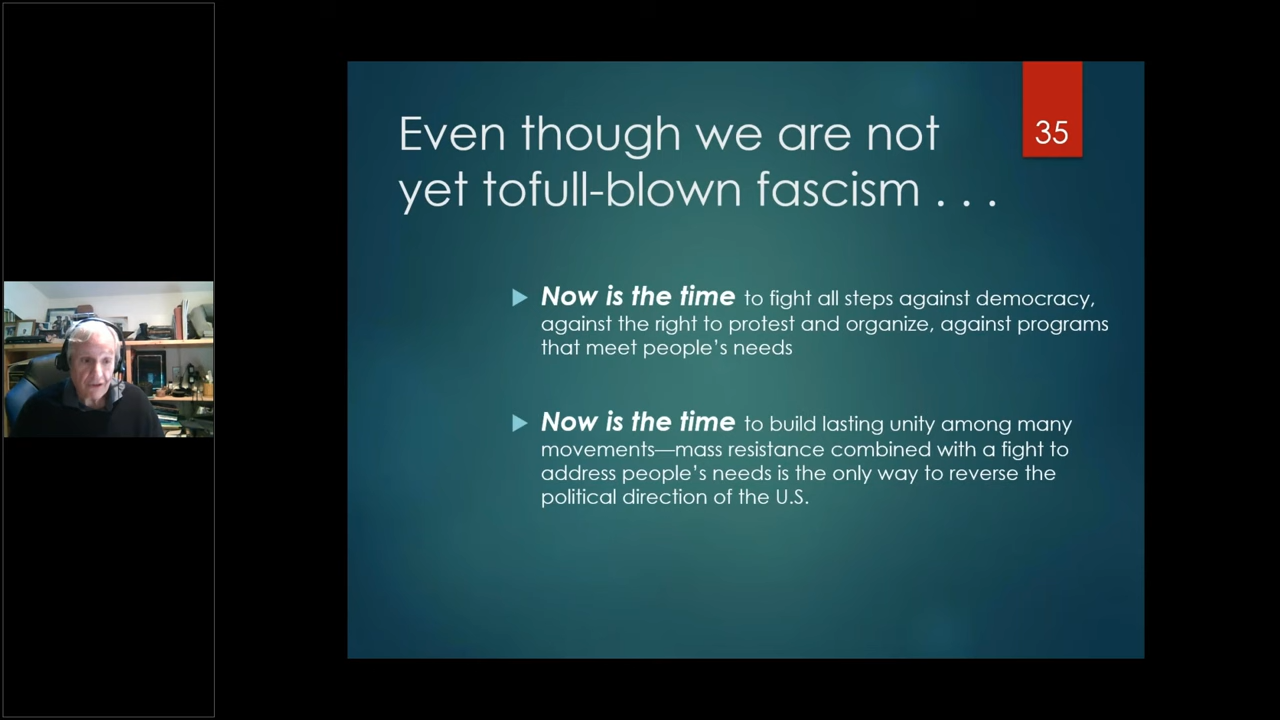 Even though we are not
yet tofull-blown fascism . . .
35
Now is the time to fight all steps against democracy,
against the right to protest and organize, against programs
that meet people’s needs
Now is the time to build lasting unity among many
movements—mass resistance combined with a fight to
address people’s needs is the only way to reverse the
political direction of the U.S.